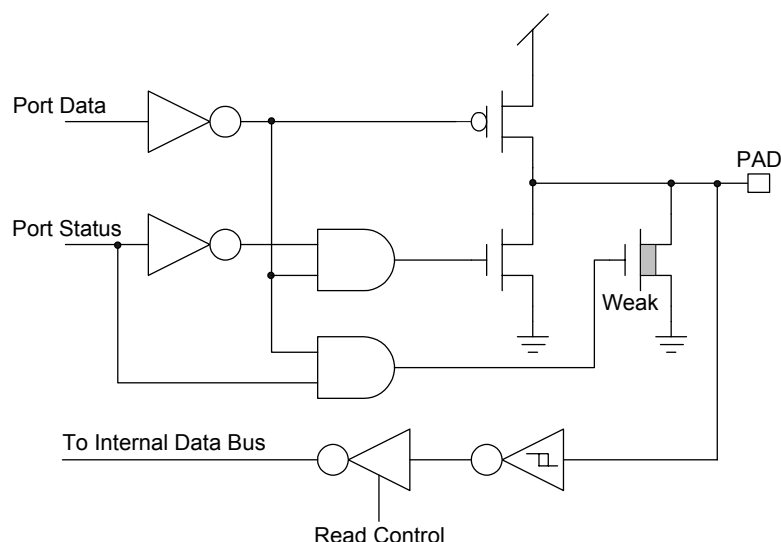 Port Data
PAD
Port Status
Weak
To Internal Data Bus
Read Control